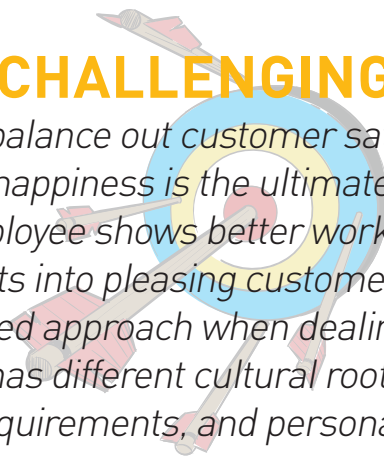 CHALLENGING
balance out customer sa
happiness is the ultimate
ployee shows better work
ts into pleasing custome
ed approach when dealin
has different cultural root
quirements, and persona